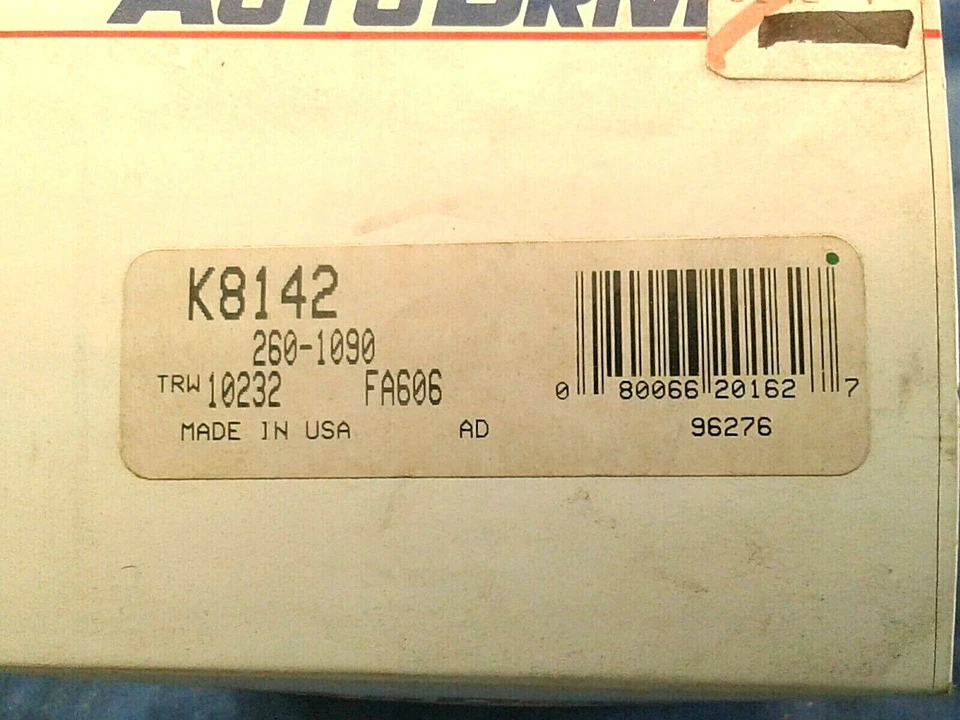 K8142
260-1090
TRW 10232 FA606
MADE IN USA AD
0 80066 20162 7
96276